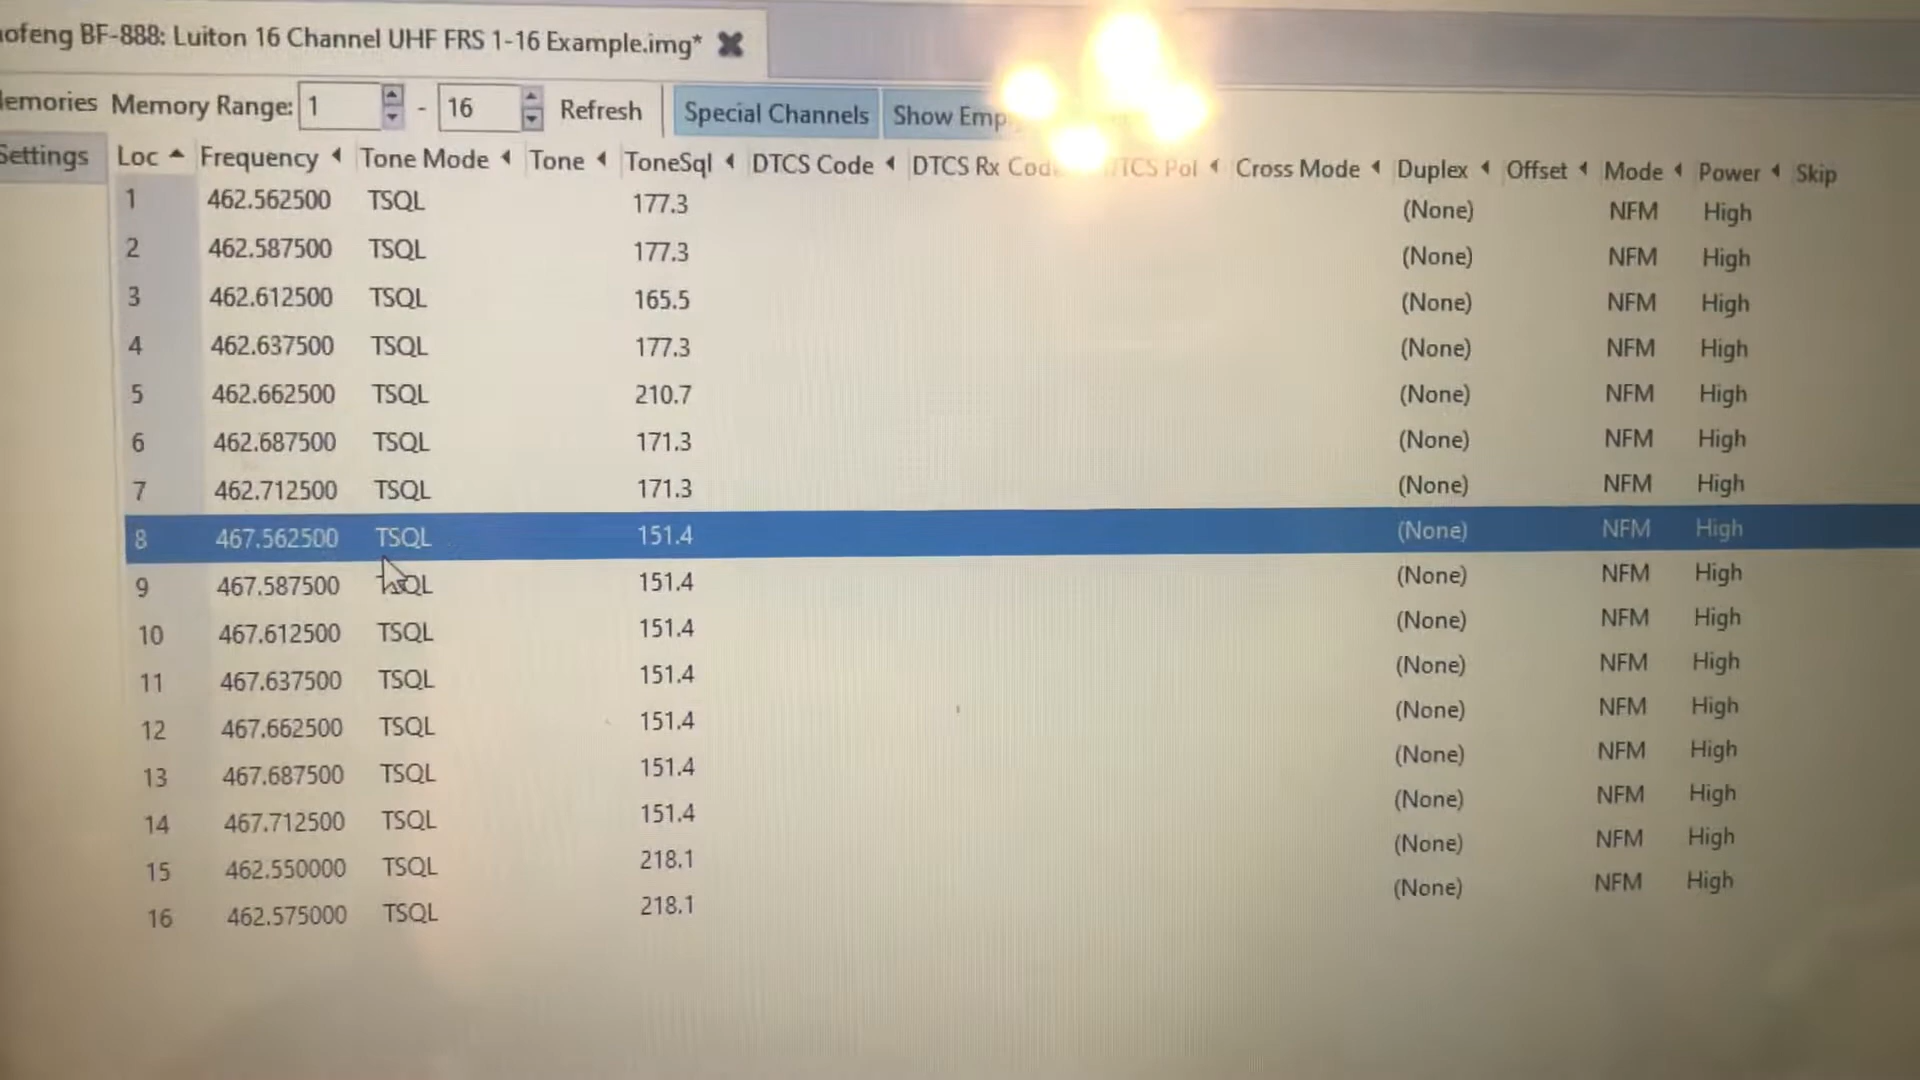 ofeng BF-888: Luiton 16 Channel UHF FRS 1-16 Example.img* ✖
emories Memory Range: 1 - 16 Refresh Special Channels Show Emp
Settings Loc Frequency Tone Mode Tone ToneSql DTCS Code DTCS Rx Code DTCS Pol Cross Mode Duplex Offset Mode Power Skip
1 462.562500 TSQL 177.3 (None) NFM High
2 462.587500 TSQL 177.3 (None) NFM High
3 462.612500 TSQL 165.5 (None) NFM High
4 462.637500 TSQL 177.3 (None) NFM High
5 462.662500 TSQL 210.7 (None) NFM High
6 462.687500 TSQL 171.3 (None) NFM High
7 462.712500 TSQL 171.3 (None) NFM High
8 467.562500 TSQL 151.4 (None) NFM High
9 467.587500 TSQL 151.4 (None) NFM High
10 467.612500 TSQL 151.4 (None) NFM High
11 467.637500 TSQL 151.4 (None) NFM High
12 467.662500 TSQL 151.4 (None) NFM High
13 467.687500 TSQL 151.4 (None) NFM High
14 467.712500 TSQL 151.4 (None) NFM High
15 462.550000 TSQL 218.1 (None) NFM High
16 462.575000 TSQL 218.1 (None) NFM High